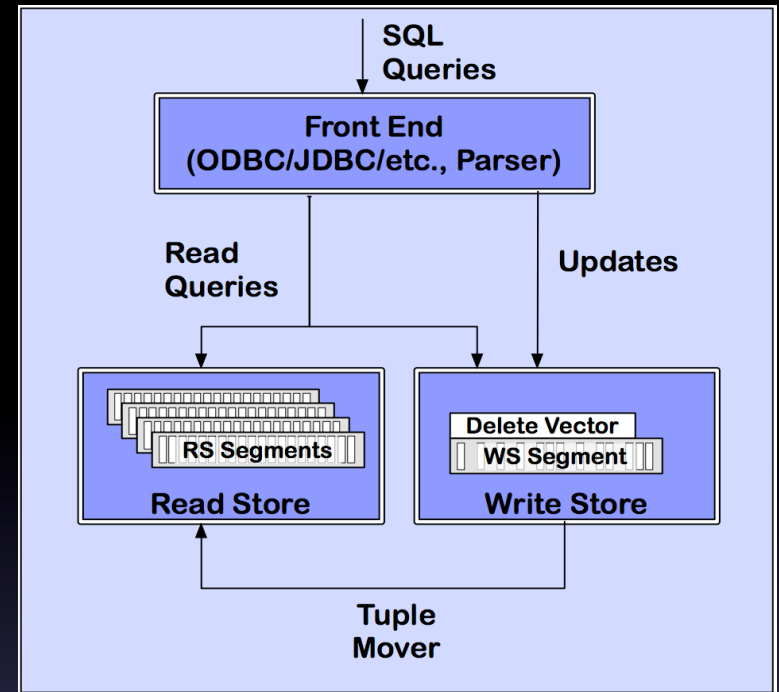 SQL
Queries
Front End
(ODBC/JDBC/etc., Parser)
Read
Queries
Updates
RS Segments
Read Store
Delete Vector
WS Segment
Write Store
Tuple
Mover